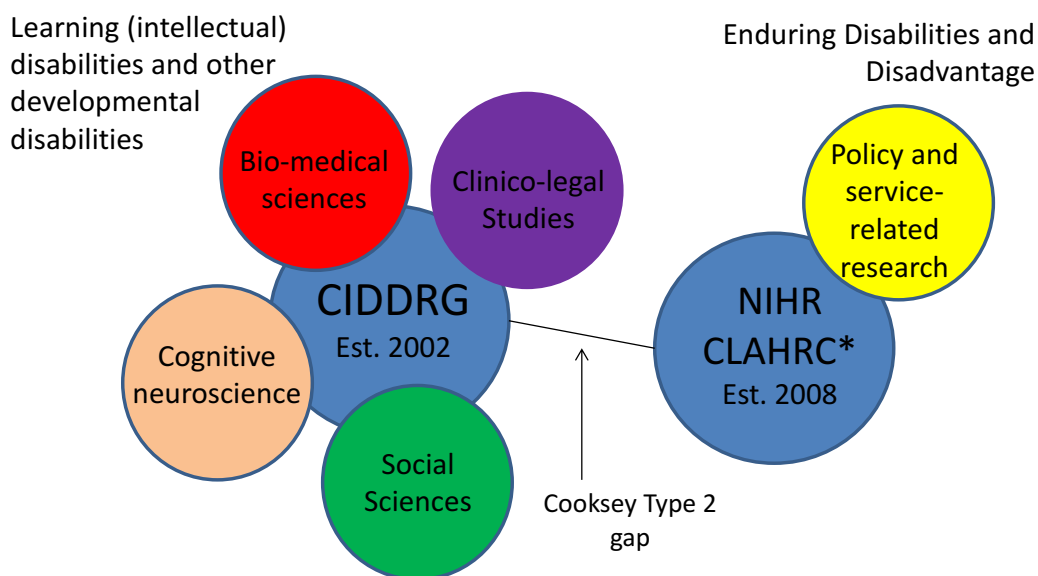 Learning (intellectual)
disabilities and other
developmental
disabilities
Enduring Disabilities and
Disadvantage
Bio-medical
sciences
Clinico-legal
Studies
Policy and
service-
related
research
CIDDRG
Est. 2002
NIHR
CLAHRC*
Est. 2008
Cognitive
neuroscience
Social
Sciences
Cooksey Type 2
gap